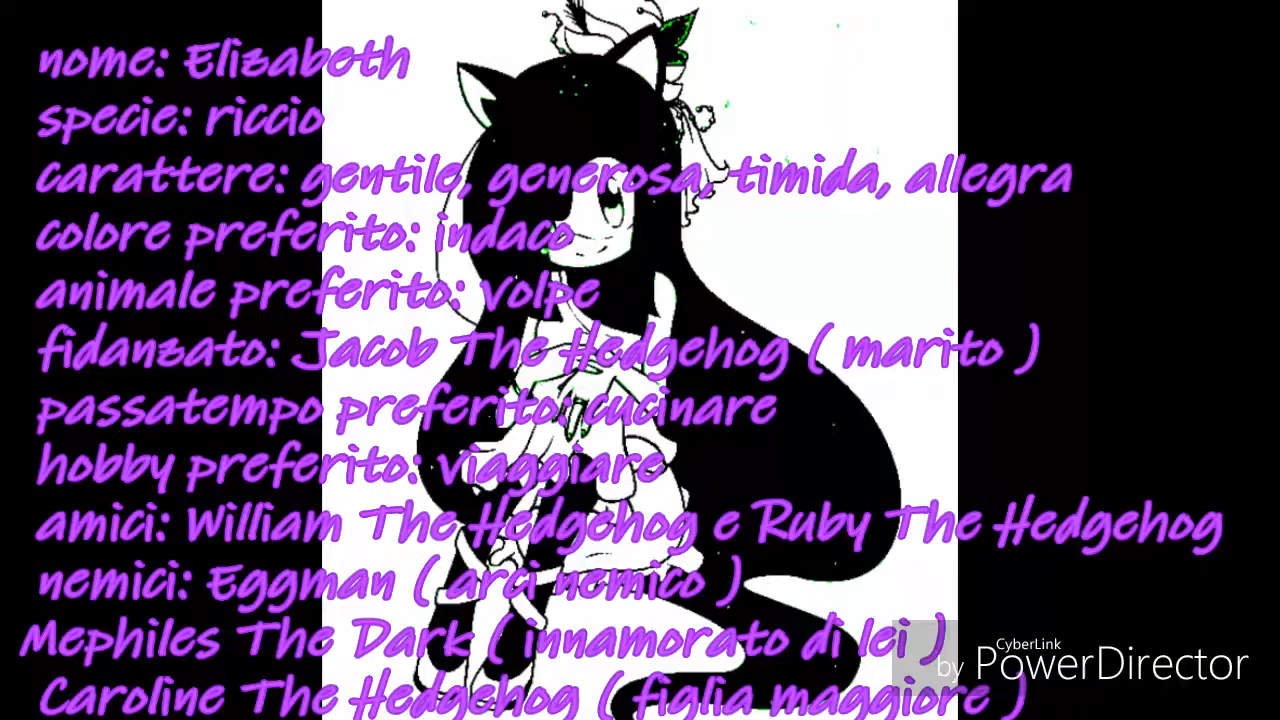 nome: Elizabeth
specie: riccio
carattere: gentile, generosa, timida, allegra
colore preferito: indaco
animale preferito: volpe
fidanzato: Jacob The Hedgehog ( marito )
passatempo preferito: cucinare
hobby preferito: viaggiare
amici: William The Hedgehog e Ruby The Hedgehog
nemici: Eggman ( arci nemico )
Mephiles The Dark ( innamorato di lei )
Caroline The Hedgehog ( figlia maggiore )
CyberLink
by PowerDirector